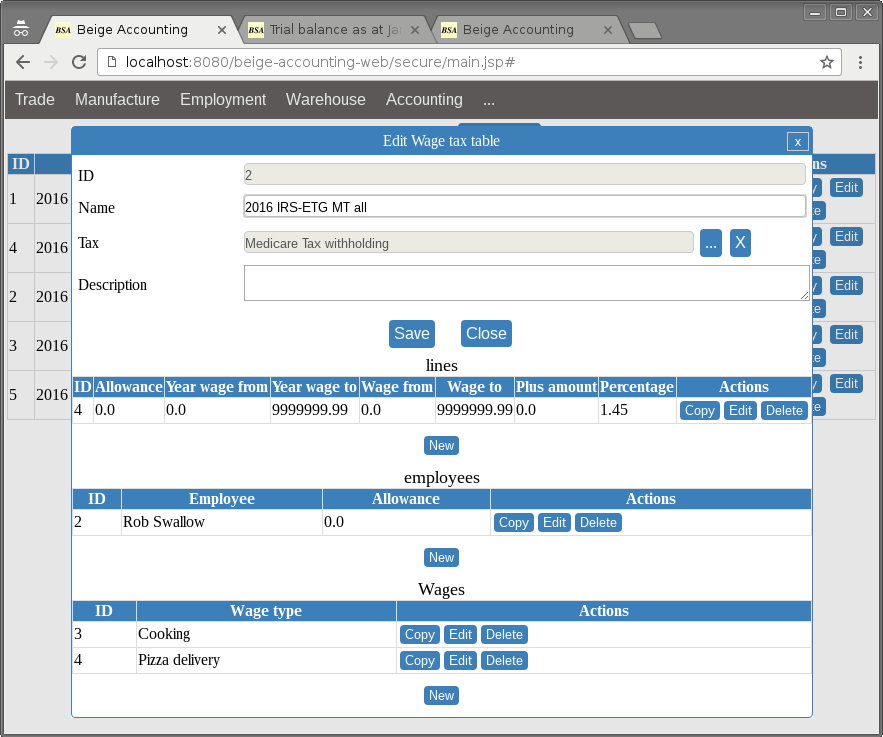 BSA Beige Accounting
BSA Trial balance as at Jan
BSA Beige Accounting
localhost:8080/beige-accounting-web/secure/main.jsp#
Trade Manufacture Employment Warehouse Accounting ...
Edit Wage tax table x
ID ns
ID 2
1 2016 y Edit
te
Name 2016 IRS-ETG MT all
Tax Medicare Tax withholding ... X
4 2016 y Edit
te
Description
2 2016 y Edit
te
Save Close
3 2016 y Edit
te
lines
ID Allowance Year wage from Year wage to Wage from Wage to Plus amount Percentage Actions
4 0.0 0.0 9999999.99 0.0 9999999.99 0.0 1.45 Copy Edit Delete
5 2016 y Edit
te
New
employees
ID Employee Allowance Actions
2 Rob Swallow 0.0 Copy Edit Delete
New
Wages
ID Wage type Actions
3 Cooking Copy Edit Delete
4 Pizza delivery Copy Edit Delete
New